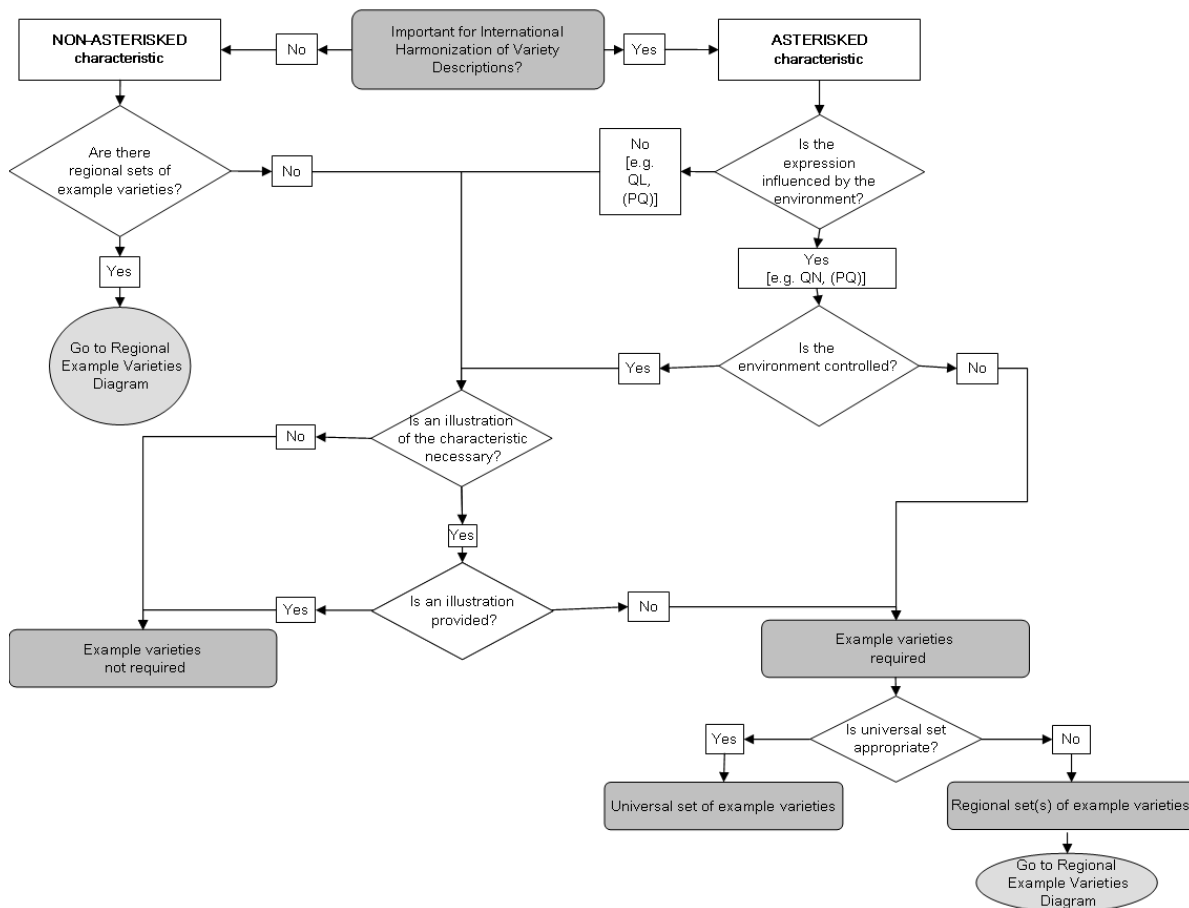 NON-ASTERISKED
characteristic
No
Important for International
Harmonization of Variety
Descriptions?
Yes
ASTERISKED
characteristic
Are there
regional sets of
example varieties?
No
No
[e.g.
QL,
(PQ)]
Is the
expression
influenced by the
environment?
Yes
Yes
[e.g. QN, (PQ)]
Go to Regional
Example Varieties
Diagram
Yes
Is the
environment controlled?
No
No
Is an illustration
of the characteristic
necessary?
Yes
Yes
Is an illustration
provided?
No
Example varieties
not required
Example varieties
required
Yes
Is universal set
appropriate?
No
Universal set of example varieties
Regional set(s) of example varieties
Go to Regional
Example Varieties
Diagram